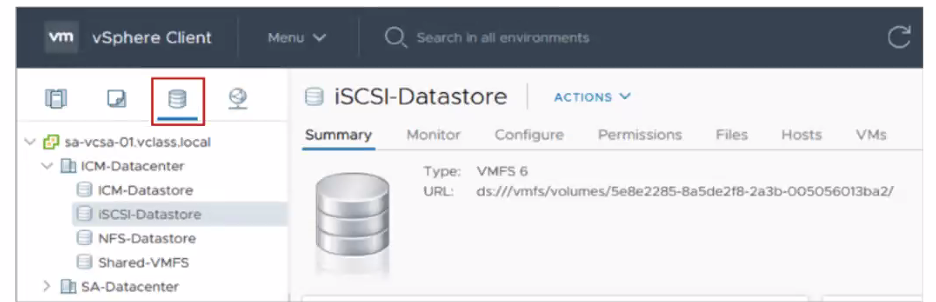 vm vSphere Client Menu Search in all environments
iSCSI-Datastore ACTIONS
Summary Monitor Configure Permissions Files Hosts VMs
sa-vcsa-01.vclass.local
ICM-Datacenter
ICM-Datastore
iSCSI-Datastore
NFS-Datastore
Shared-VMFS
SA-Datacenter
Type: VMFS 6
URL: ds:///vmfs/volumes/5e8e2285-8a5de2f8-2a3b-005056013ba2/